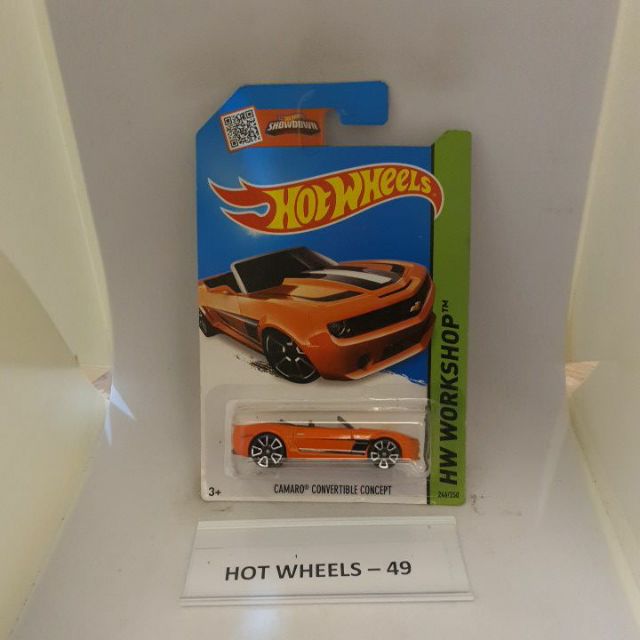 SHOWDOWN
HOT WHEELS
HW WORKSHOP™
3+
CAMARO® CONVERTIBLE CONCEPT
HOT WHEELS – 49